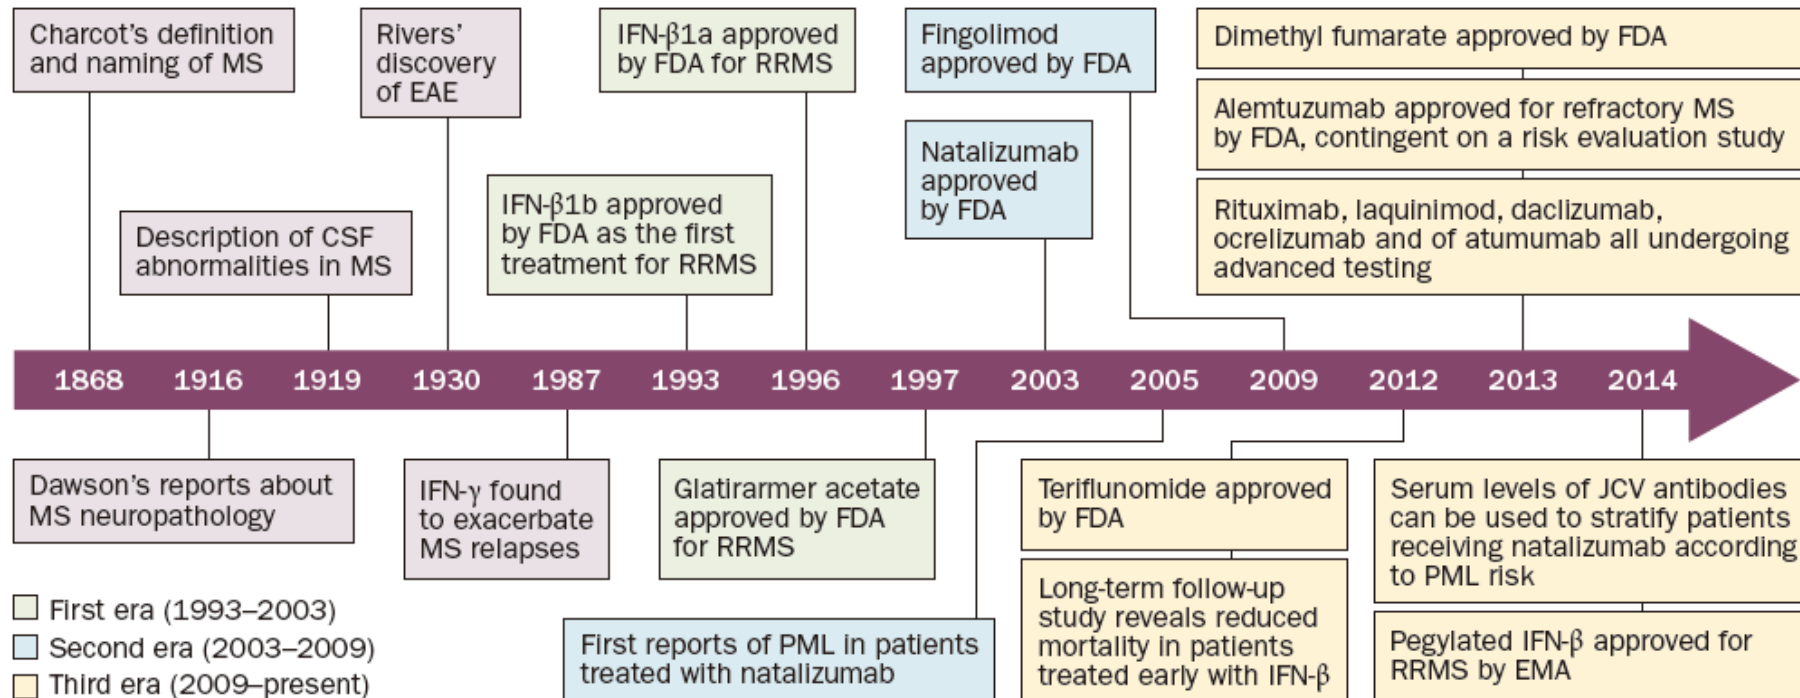 Charcot's definition
and naming of MS
Rivers'
discovery
of EAE
IFN-β1a approved
by FDA for RRMS
Fingolimod
approved by FDA
Dimethyl fumarate approved by FDA
Alemtuzumab approved for refractory MS
by FDA, contingent on a risk evaluation study
Natalizumab
approved
by FDA
IFN-β1b approved
by FDA as the first
treatment for RRMS
Rituximab, laquinimod, daclizumab,
ocrelizumab and of atumumab all undergoing
advanced testing
Description of CSF
abnormalities in MS
1868 1916 1919 1930 1987 1993 1996 1997 2003 2005 2009 2012 2013 2014
Dawson's reports about
MS neuropathology
IFN-γ found
to exacerbate
MS relapses
Glatirarmer acetate
approved by FDA
for RRMS
Teriflunomide approved
by FDA
Serum levels of JCV antibodies
can be used to stratify patients
receiving natalizumab according
to PML risk
Long-term follow-up
study reveals reduced
mortality in patients
treated early with IFN-β
First reports of PML in patients
treated with natalizumab
Pegylated IFN-β approved for
RRMS by EMA
First era (1993–2003)
Second era (2003–2009)
Third era (2009–present)